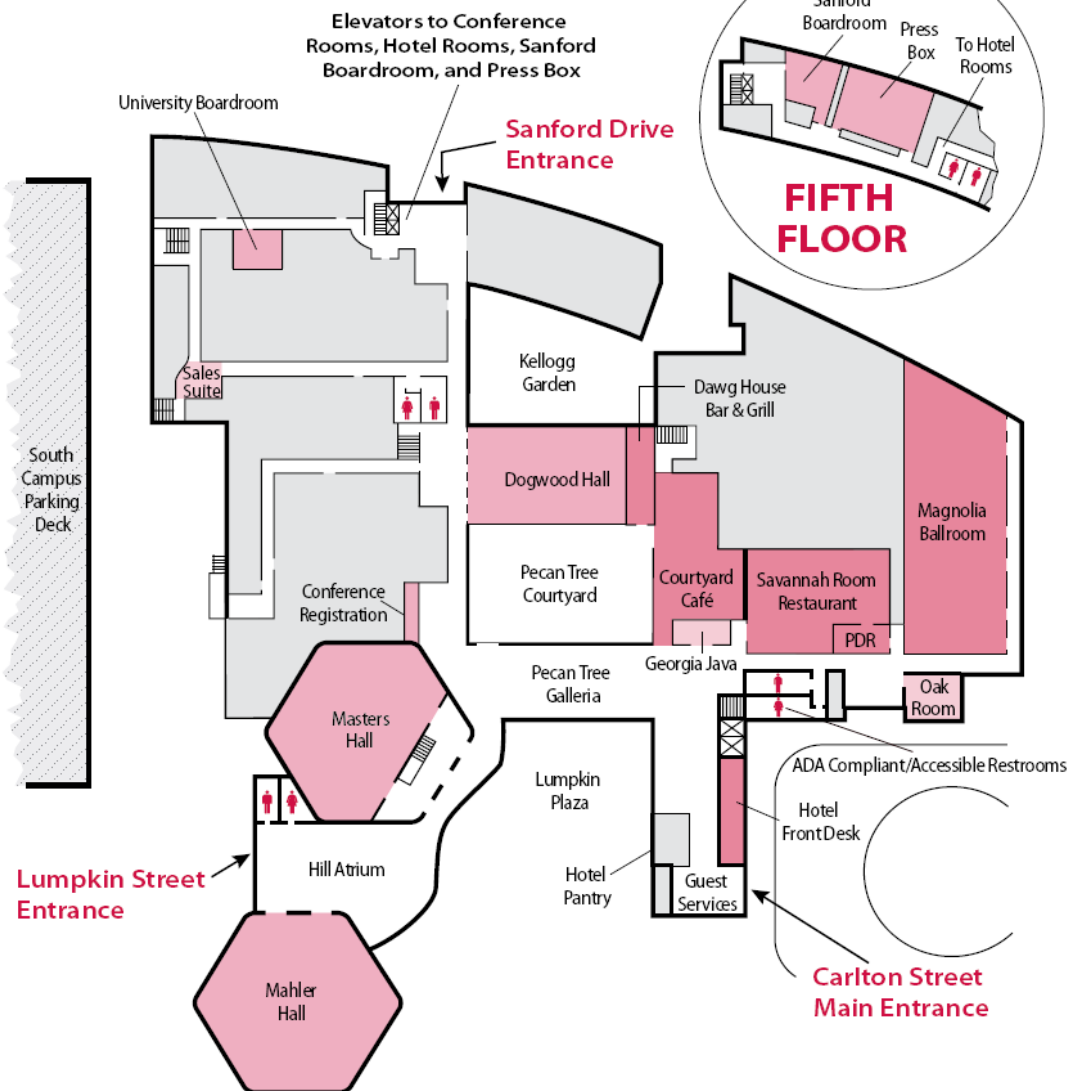 Elevators to Conference
Rooms, Hotel Rooms, Sanford
Boardroom, and Press Box
University Boardroom
Sanford Drive
Entrance
Sanford
Boardroom
Press
Box
To Hotel
Rooms
FIFTH
FLOOR
Sales
Suite
Kellogg
Garden
Dawg House
Bar & Grill
South
Campus
Parking
Deck
Dogwood Hall
Magnolia
Ballroom
Conference
Registration
Pecan Tree
Courtyard
Courtyard
Café
Savannah Room
Restaurant
PDR
Georgia Java
Pecan Tree
Galleria
Oak
Room
Masters
Hall
ADA Compliant/Accessible Restrooms
Lumpkin
Plaza
Hotel
Front Desk
Hill Atrium
Hotel
Pantry
Guest
Services
Lumpkin Street
Entrance
Carlton Street
Main Entrance
Mahler
Hall